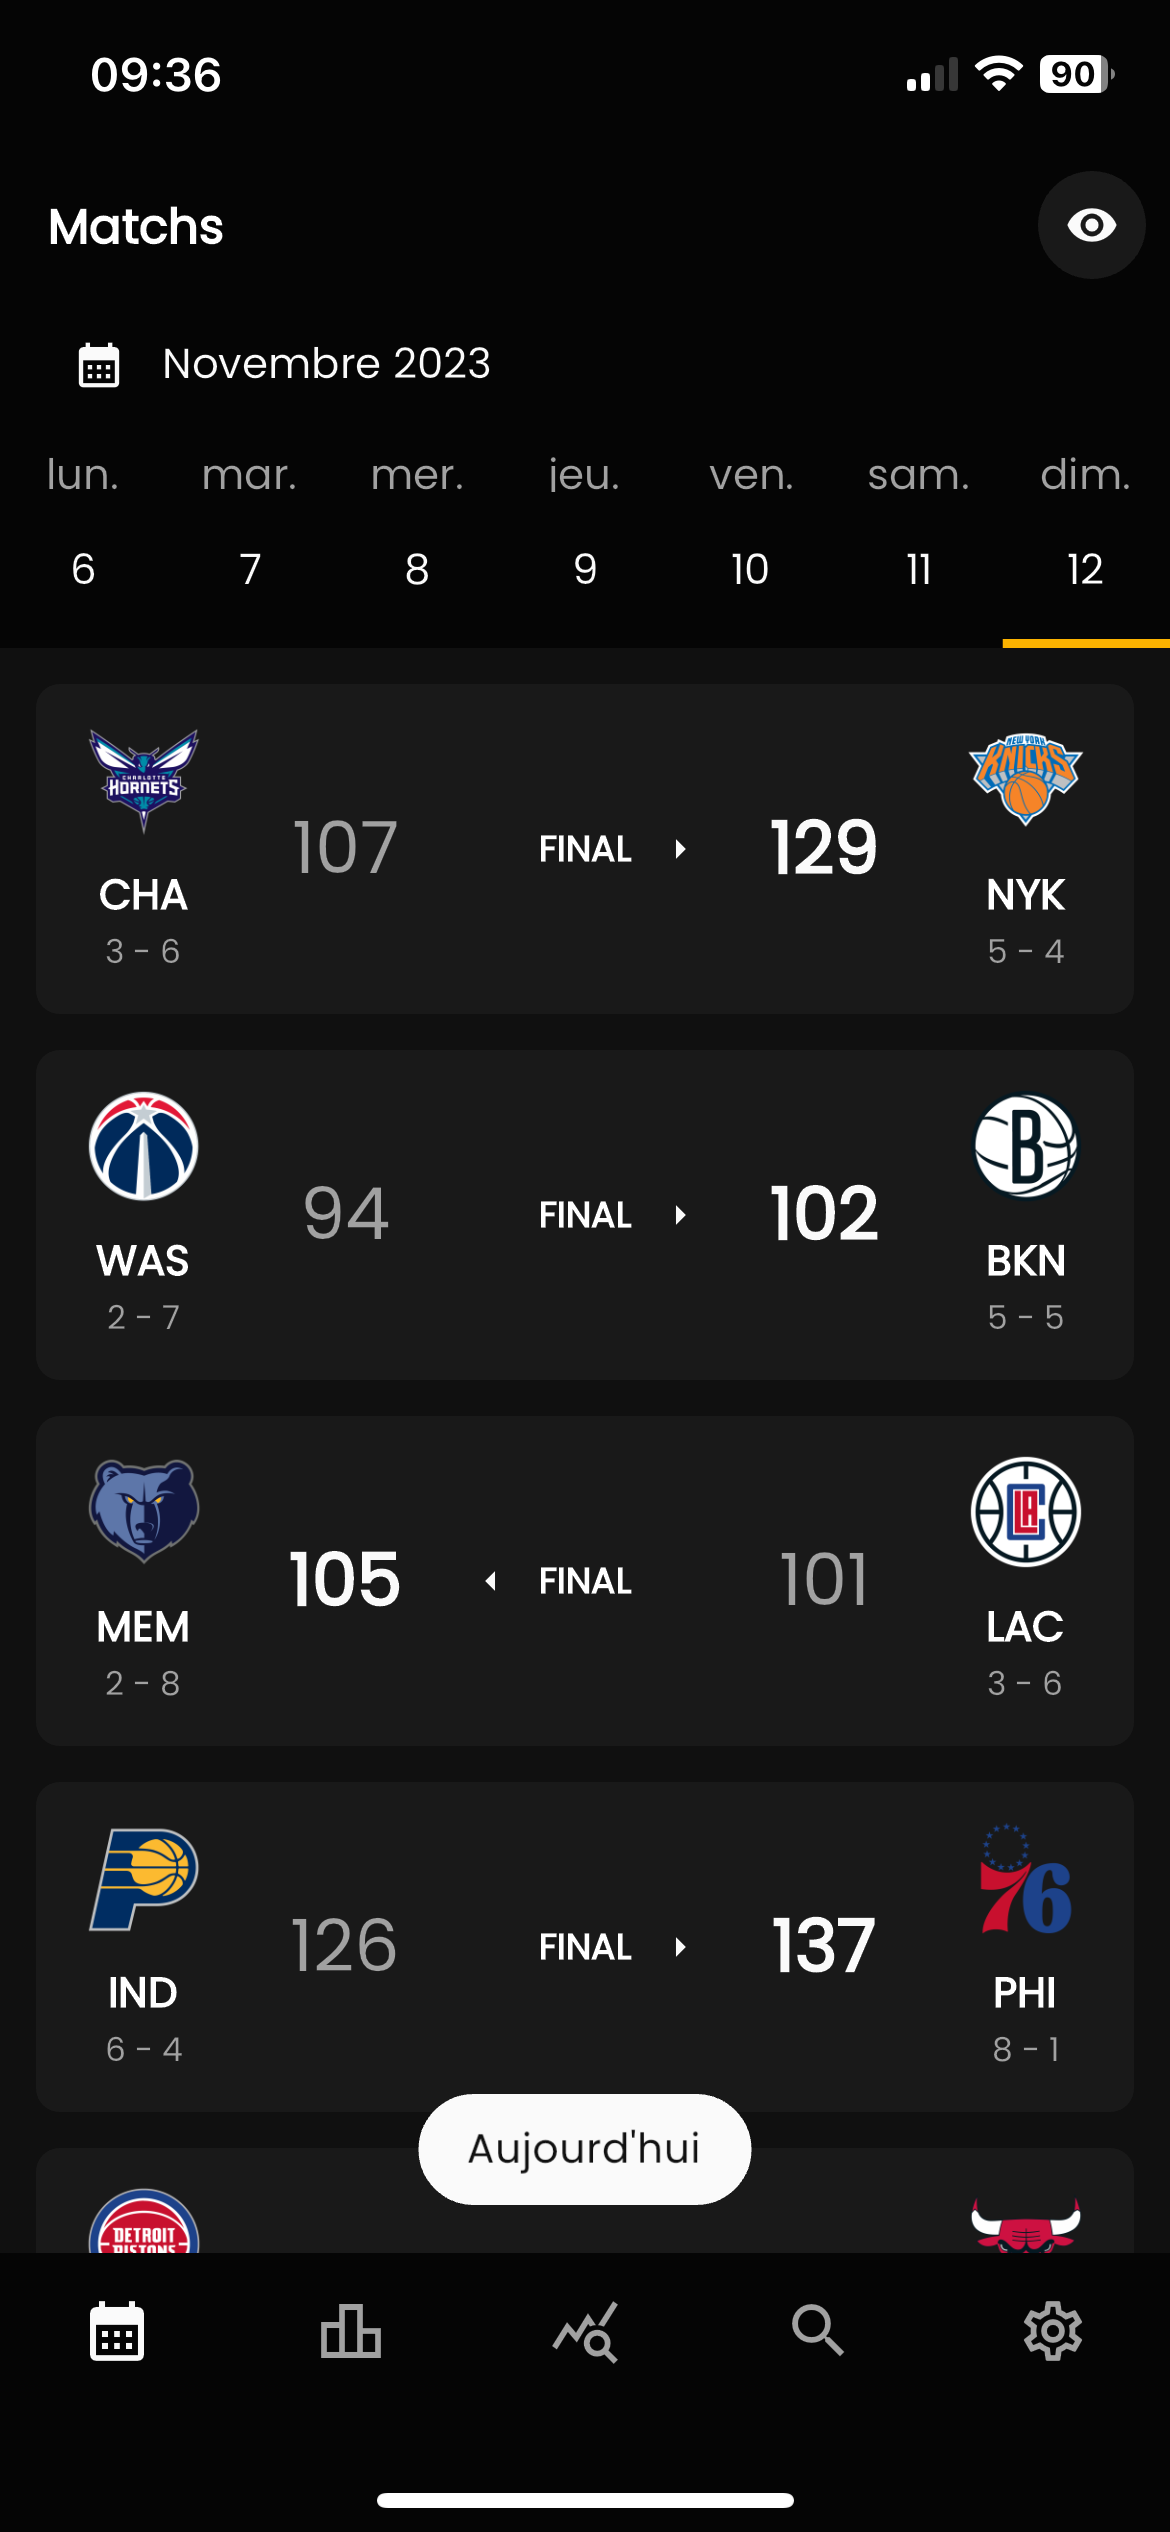 09:36
90
Matchs
Novembre 2023
lun. mar. mer. jeu. ven. sam. dim.
6 7 8 9 10 11 12
CHARLOTTE
HORNETS
NEW YORK
KNICKS
107 FINAL 129
CHA NYK
3 - 6 5 - 4
B
94 FINAL 102
WAS BKN
2 - 7 5 - 5
LA
105 FINAL 101
MEM LAC
2 - 8 3 - 6
P
76
126 FINAL 137
IND PHI
6 - 4 8 - 1
Aujourd'hui
DETROIT
PISTONS